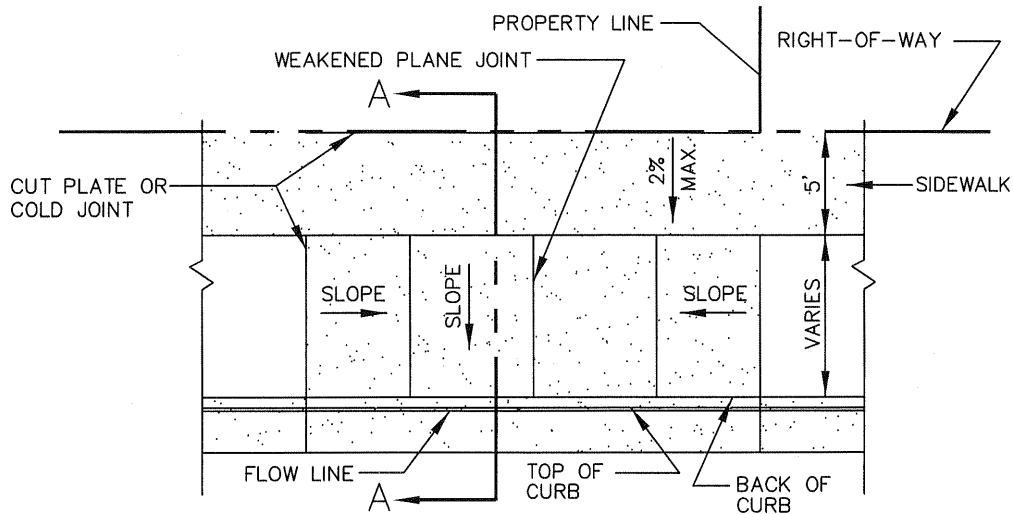 PROPERTY LINE
RIGHT-OF-WAY
WEAKENED PLANE JOINT
A
2%
MAX.
5'
CUT PLATE OR
COLD JOINT
SIDEWALK
SLOPE
SLOPE
SLOPE
VARIES
FLOW LINE
TOP OF
CURB
BACK OF
CURB
A